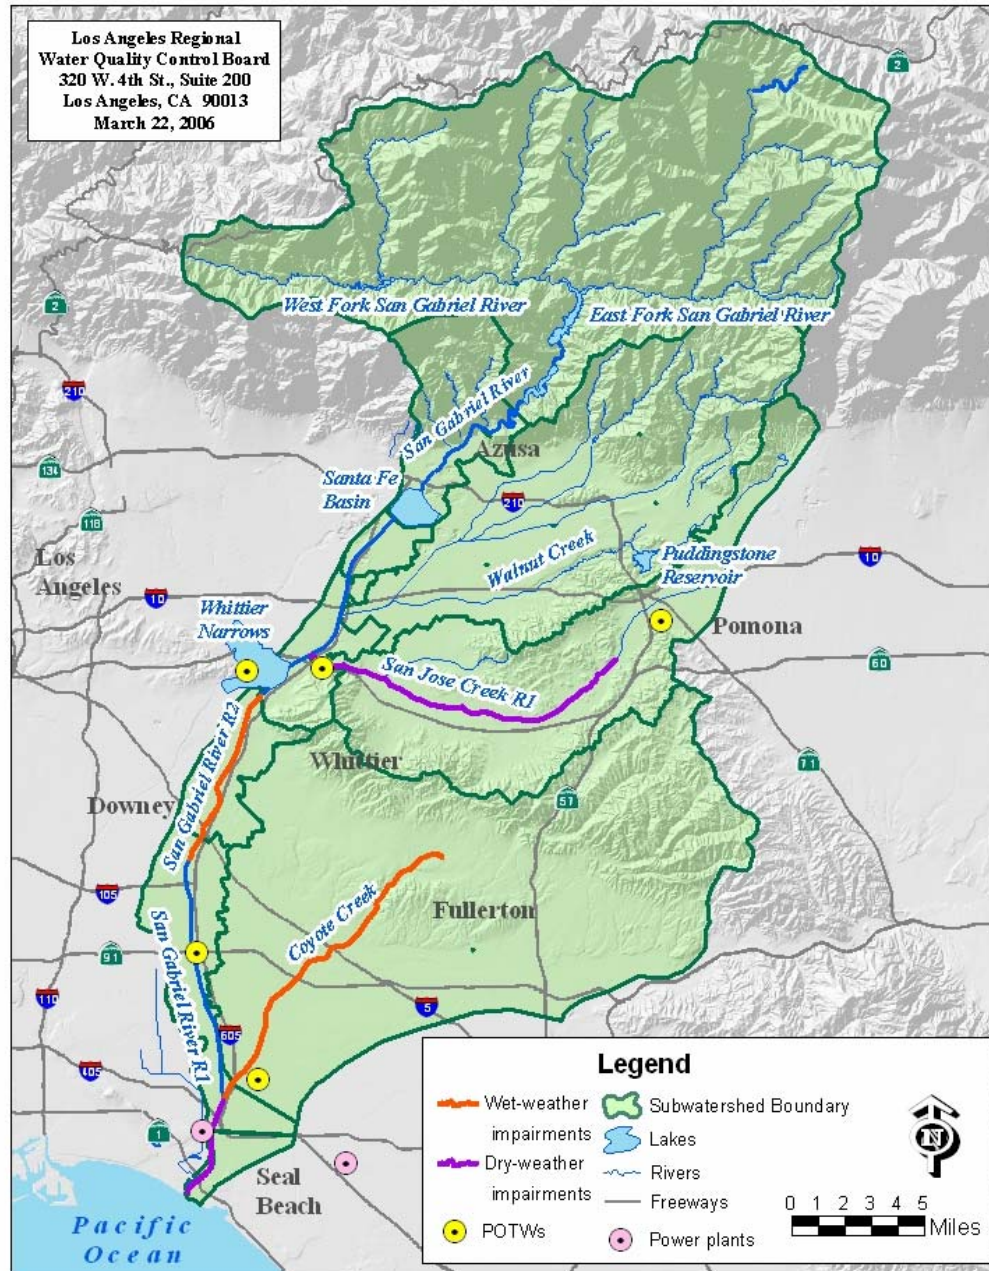 Los Angeles Regional
Water Quality Control Board
320 W. 4th St., Suite 200
Los Angeles, CA 90013
March 22, 2006
2
West Fork San Gabriel River
East Fork San Gabriel River
2
210
San Gabriel River
Azusa
134
Santa Fe
Basin
210
118
Los
Angeles
Walnut Creek
Puddingstone
Reservoir
10
10
Whittier
Narrows
Pomona
60
San Jose Creek R1
San Gabriel River R2
Whittier
71
57
Downey
105
Coyote Creek
Fullerton
San Gabriel River R1
91
110
5
605
405
1
Seal
Beach
Pacific
Ocean
Legend
Wet-weather
impairments
Dry-weather
impairments
POTWs
Subwatershed Boundary
Lakes
Rivers
Freeways
Power plants
N
0 1 2 3 4 5
Miles